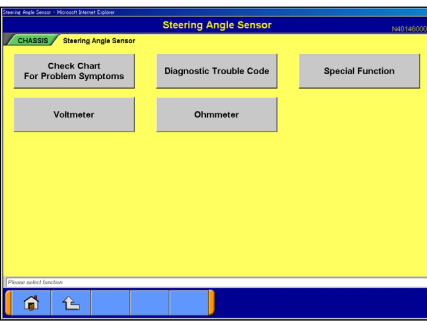 Steering Angle Sensor - Microsoft Internet Explorer
Steering Angle Sensor
N40146000
CHASSIS Steering Angle Sensor
Check Chart
For Problem Symptoms
Diagnostic Trouble Code
Special Function
Voltmeter
Ohmmeter
Please select function